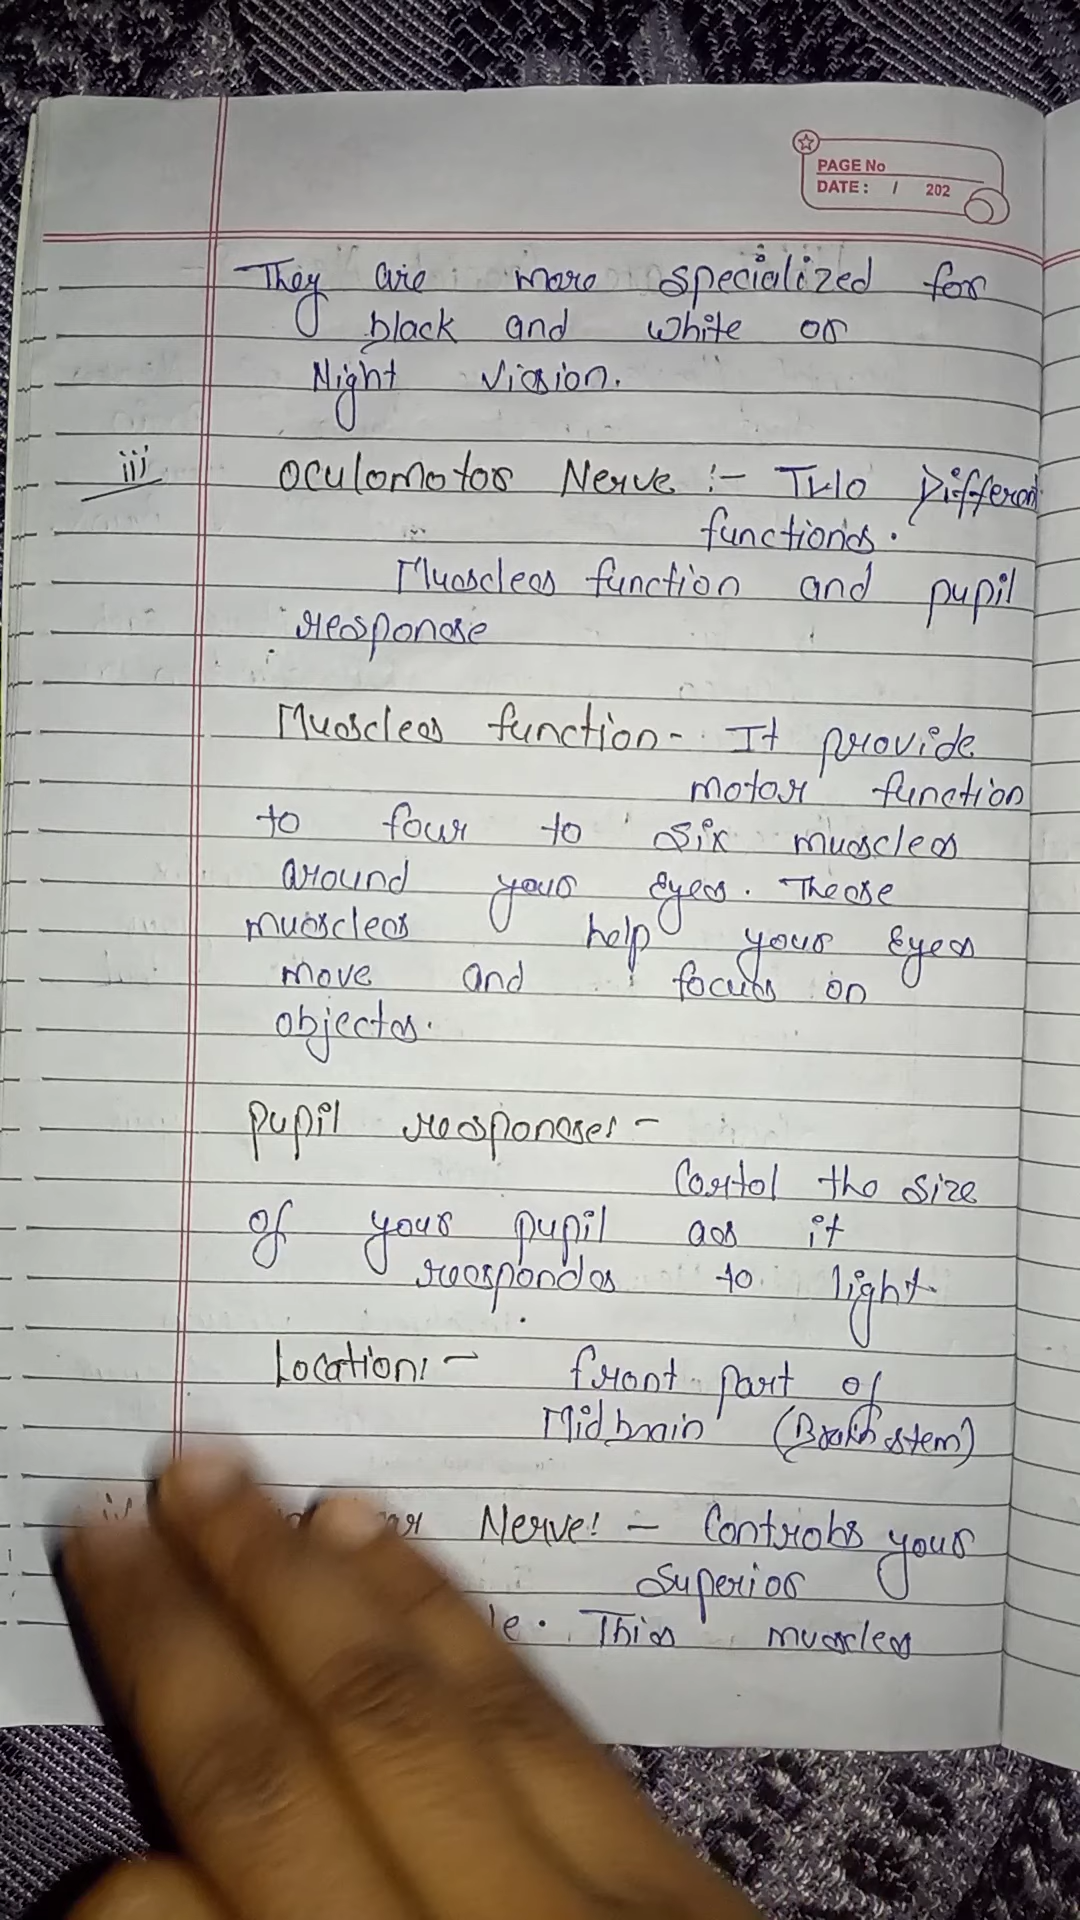 PAGE No
DATE: / 202
They are more specialized for
black and white or
Night Vision.
iii
Oculomotor Nerve :- Two Different
functions.
Muscles function and pupil
response
Muscles function- It provide
motor function
to four to six muscles
around your eyes. These
muscles help your eyes
move and focuts on
objects.
Pupil responses -
Cortol the size
of your pupil as it
responds to light.
Location:- front part of
Midbrain (Brain stem)
Nerve! - Controls your
Superior
This muscles